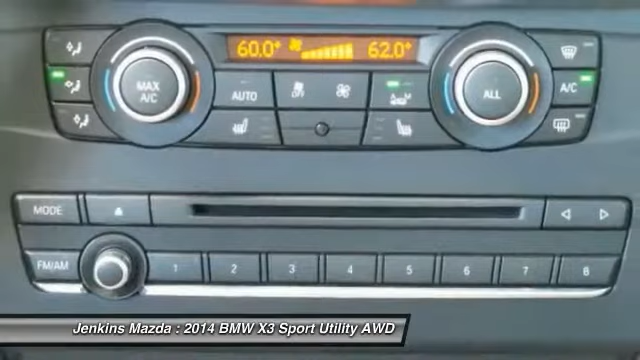 60.0° 62.0°
MAX
A/C
AUTO
OFF
ALL
A/C
MODE
FM/AM
1 2 3 4 5 6 7 8
Jenkins Mazda : 2014 BMW X3 Sport Utility AWD